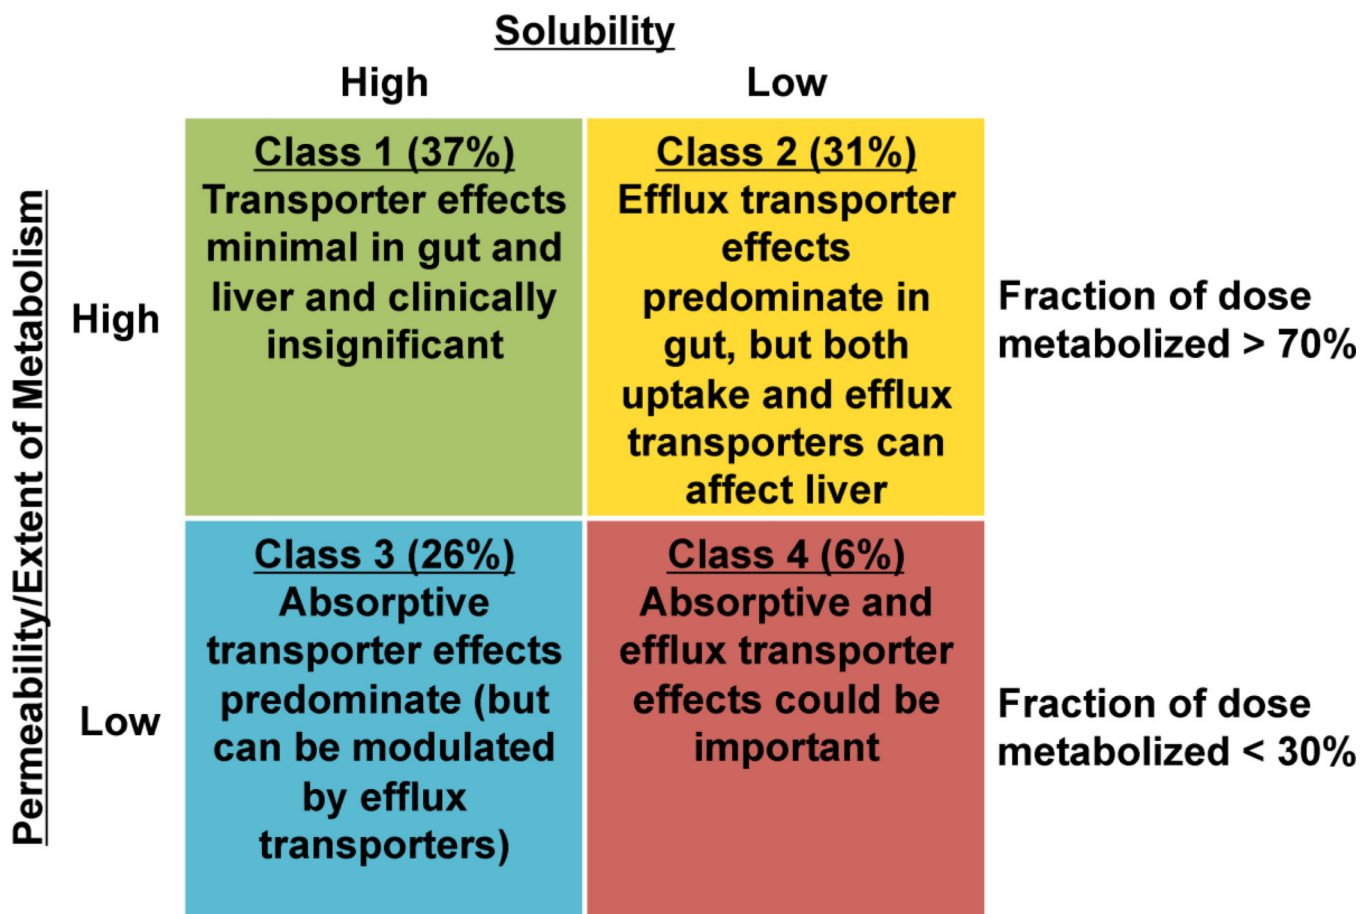 Solubility
High
Low
Permeability/Extent of Metabolism
High
Class 1 (37%)
Transporter effects
minimal in gut and
liver and clinically
insignificant
Class 2 (31%)
Efflux transporter
effects
predominate in
gut, but both
uptake and efflux
transporters can
affect liver
Fraction of dose
metabolized > 70%
Low
Class 3 (26%)
Absorptive
transporter effects
predominate (but
can be modulated
by efflux
transporters)
Class 4 (6%)
Absorptive and
efflux transporter
effects could be
important
Fraction of dose
metabolized < 30%